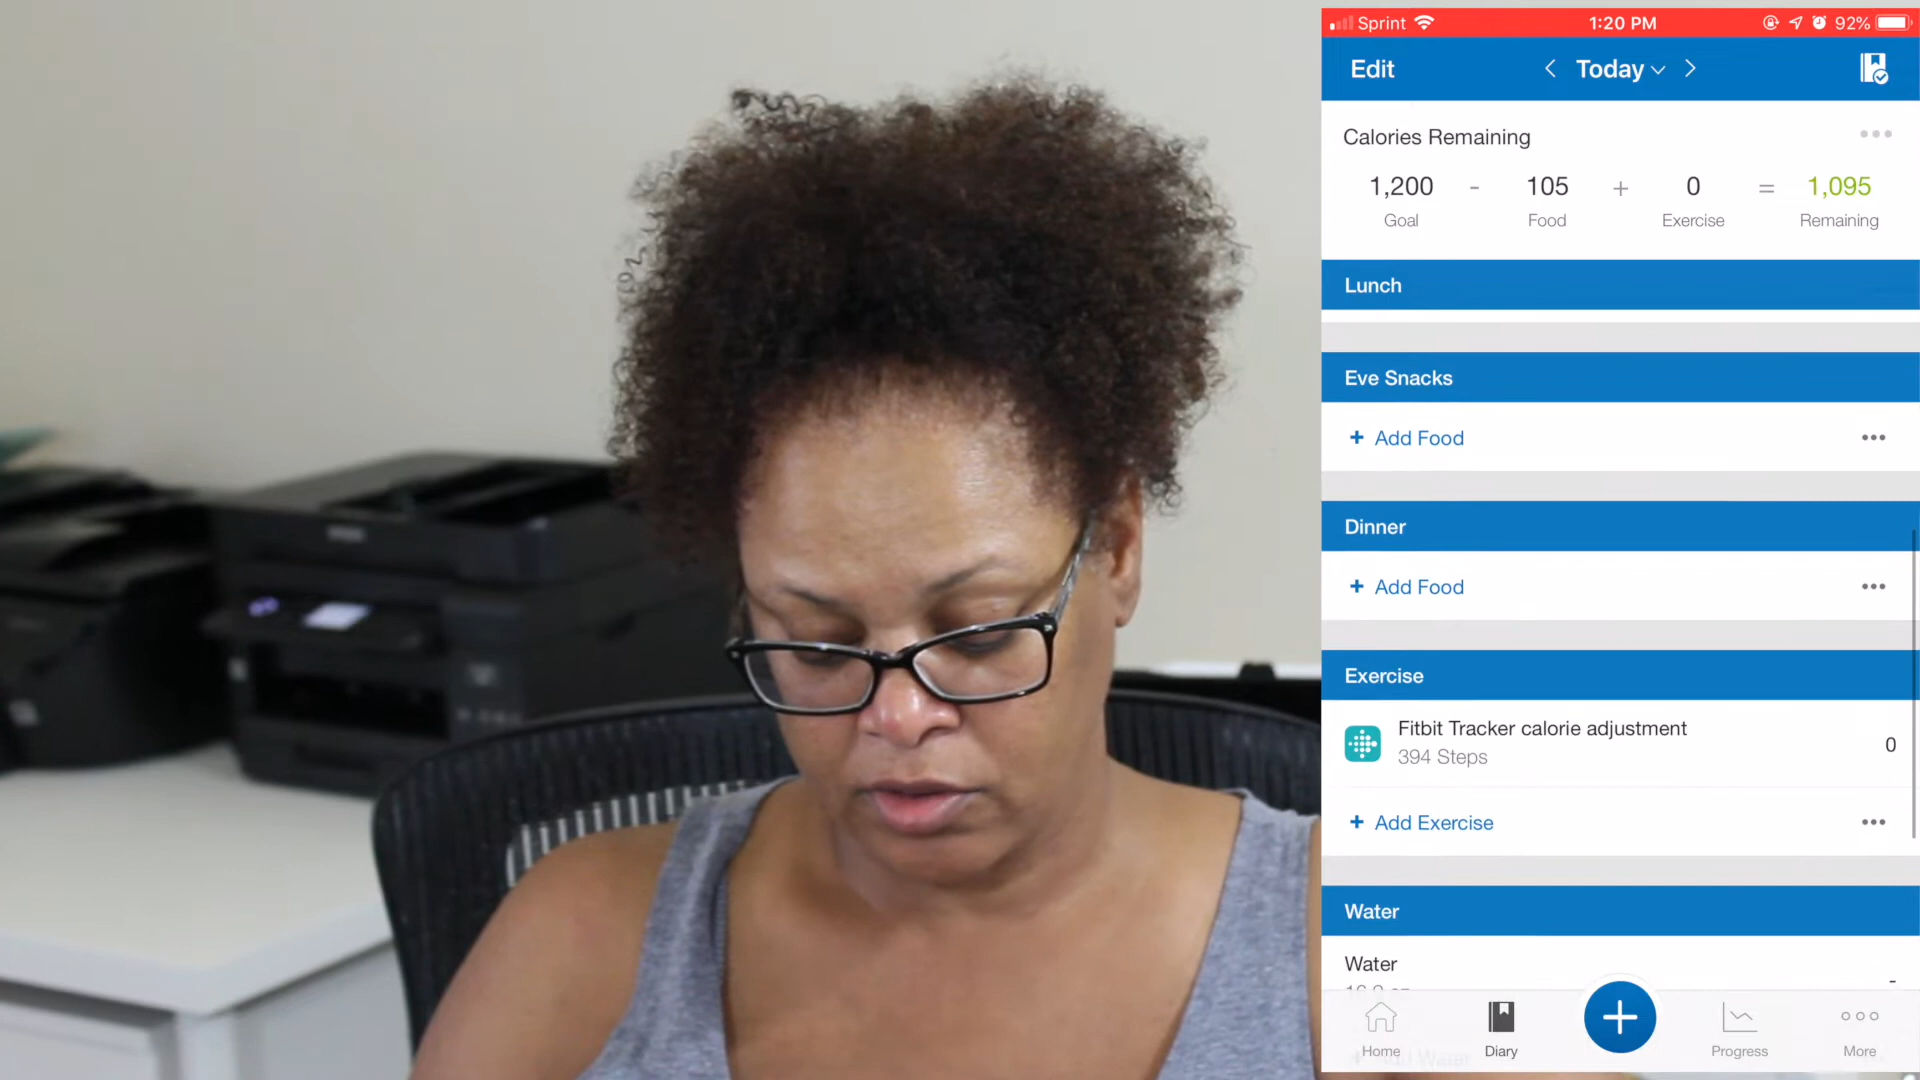 Sprint 1:20 PM 92%
Edit < Today >
Calories Remaining
1,200 - 105 + 0 = 1,095
Goal Food Exercise Remaining
Lunch
Eve Snacks
+ Add Food
Dinner
+ Add Food
Exercise
Fitbit Tracker calorie adjustment
394 Steps
0
+ Add Exercise
Water
Water
-
Add Water
Home Diary Progress More